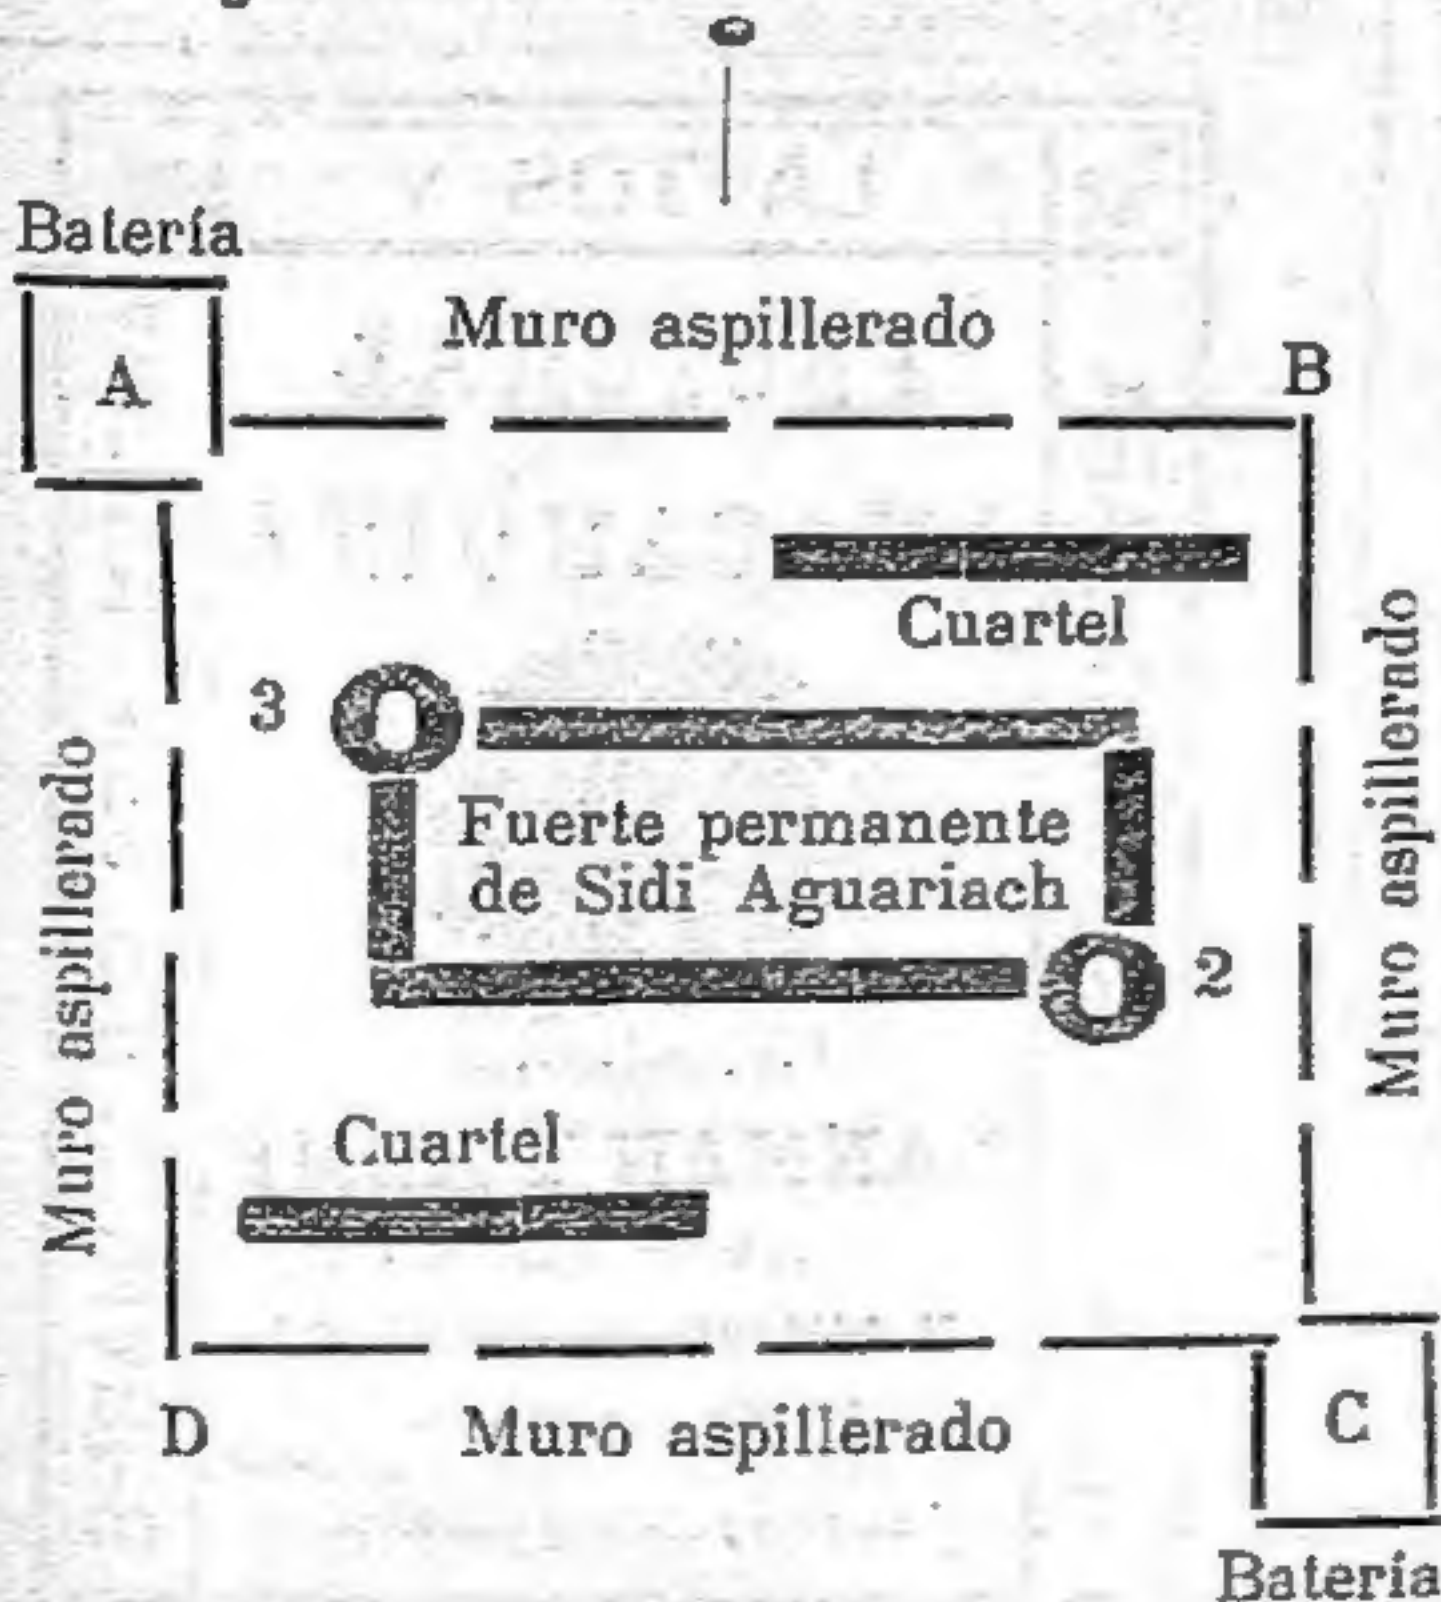 Batería
Muro aspillerado
A
B
Cuartel
3
Muro aspillerado
Fuerte permanente
de Sidi Aguariach
Muro aspillerado
2
Cuartel
D
Muro aspillerado
C
Batería